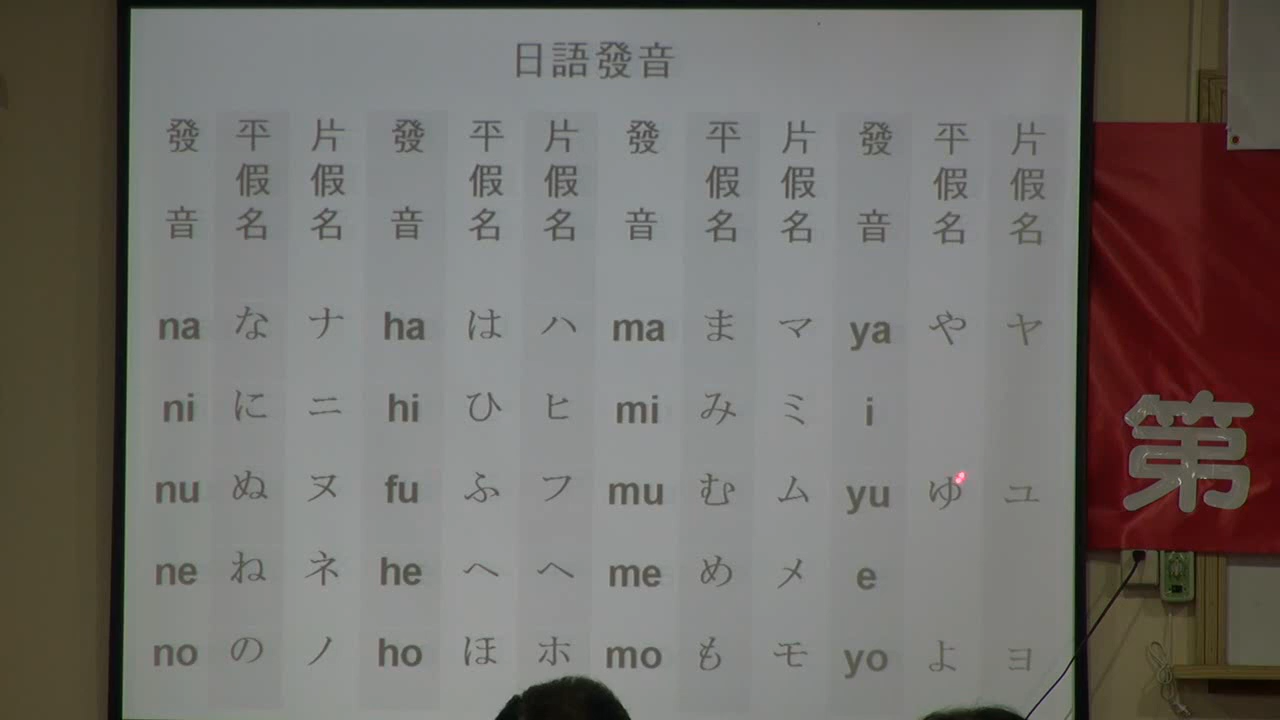 日語發音
發音 平假名 片假名 發音 平假名 片假名 發音 平假名 片假名 發音 平假名 片假名
na な ナ ha は ハ ma ま マ ya や ヤ
ni に ニ hi ひ ヒ mi み ミ i
nu ぬ ヌ fu ふ フ mu む ム yu ゆ ユ
ne ね ネ he へ ヘ me め メ e
no の ノ ho ほ ホ mo も モ yo よ ヨ
第